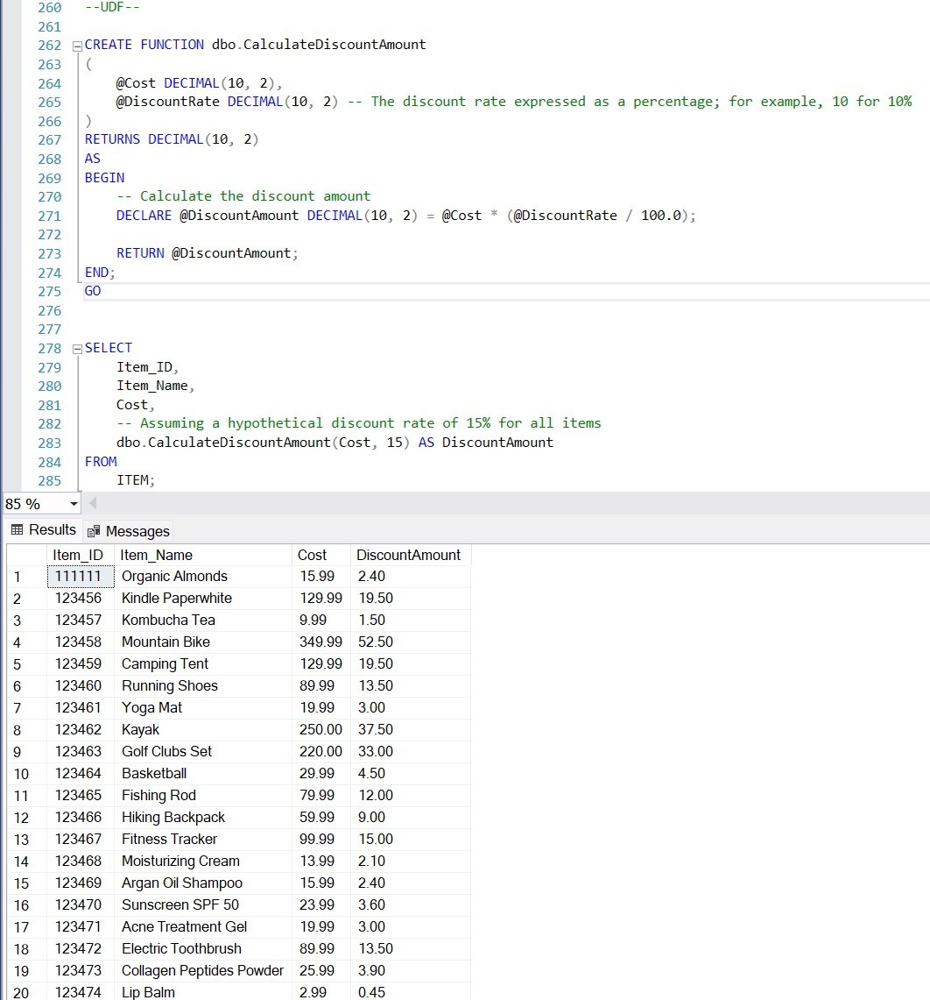 260 --UDF--
261
262 CREATE FUNCTION dbo.CalculateDiscountAmount
263 (
264 @Cost DECIMAL(10, 2),
265 @DiscountRate DECIMAL(10, 2) -- The discount rate expressed as a percentage; for example, 10 for 10%
266 )
267 RETURNS DECIMAL(10, 2)
268 AS
269 BEGIN
270 -- Calculate the discount amount
271 DECLARE @DiscountAmount DECIMAL(10, 2) = @Cost * (@DiscountRate / 100.0);
272
273 RETURN @DiscountAmount;
274 END;
275 GO
276
277
278 SELECT
279 Item_ID,
280 Item_Name,
281 Cost,
282 -- Assuming a hypothetical discount rate of 15% for all items
283 dbo.CalculateDiscountAmount(Cost, 15) AS DiscountAmount
284 FROM
285 ITEM;
85 %
Results Messages
Item_ID Item_Name Cost DiscountAmount
1 111111 Organic Almonds 15.99 2.40
2 123456 Kindle Paperwhite 129.99 19.50
3 123457 Kombucha Tea 9.99 1.50
4 123458 Mountain Bike 349.99 52.50
5 123459 Camping Tent 129.99 19.50
6 123460 Running Shoes 89.99 13.50
7 123461 Yoga Mat 19.99 3.00
8 123462 Kayak 250.00 37.50
9 123463 Golf Clubs Set 220.00 33.00
10 123464 Basketball 29.99 4.50
11 123465 Fishing Rod 79.99 12.00
12 123466 Hiking Backpack 59.99 9.00
13 123467 Fitness Tracker 99.99 15.00
14 123468 Moisturizing Cream 13.99 2.10
15 123469 Argan Oil Shampoo 15.99 2.40
16 123470 Sunscreen SPF 50 23.99 3.60
17 123471 Acne Treatment Gel 19.99 3.00
18 123472 Electric Toothbrush 89.99 13.50
19 123473 Collagen Peptides Powder 25.99 3.90
20 123474 Lip Balm 2.99 0.45